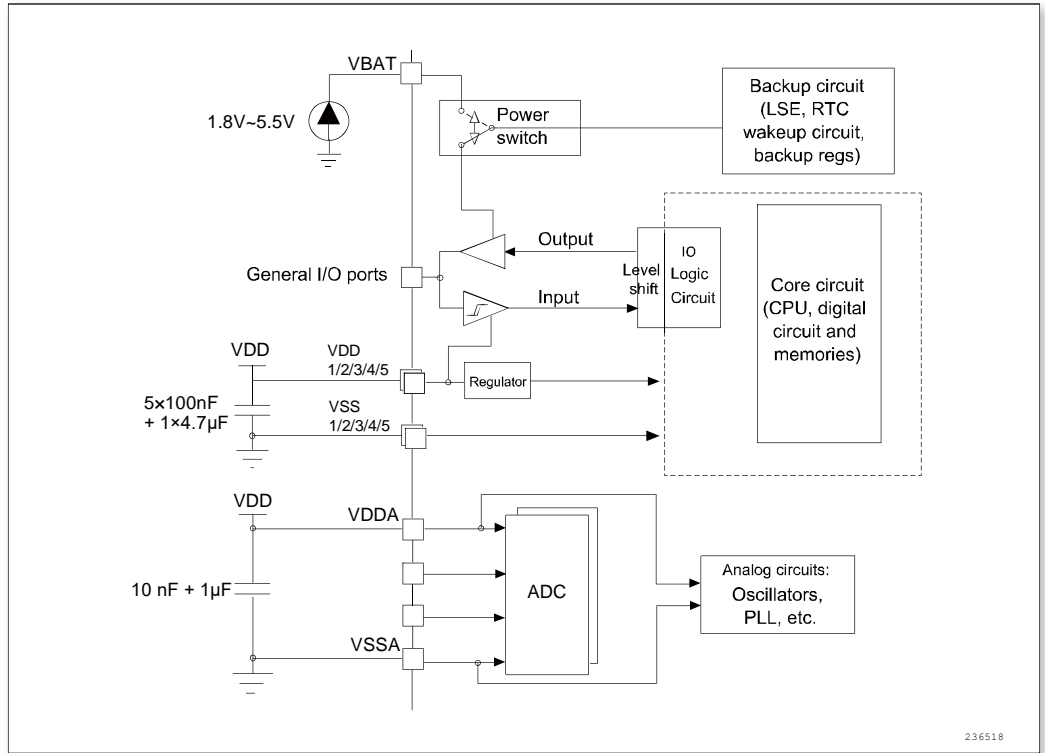 VBAT
1.8V~5.5V
Power
switch
Backup circuit
(LSE, RTC
wakeup circuit,
backup regs)
General I/O ports
Output
Input
Level
shift
IO
Logic
Circuit
Core circuit
(CPU, digital
circuit and
memories)
VDD
VDD
1/2/3/4/5
Regulator
5×100nF
+ 1×4.7µF
VSS
1/2/3/4/5
VDD
VDDA
10 nF + 1µF
VSSA
ADC
Analog circuits:
Oscillators,
PLL, etc.
236518